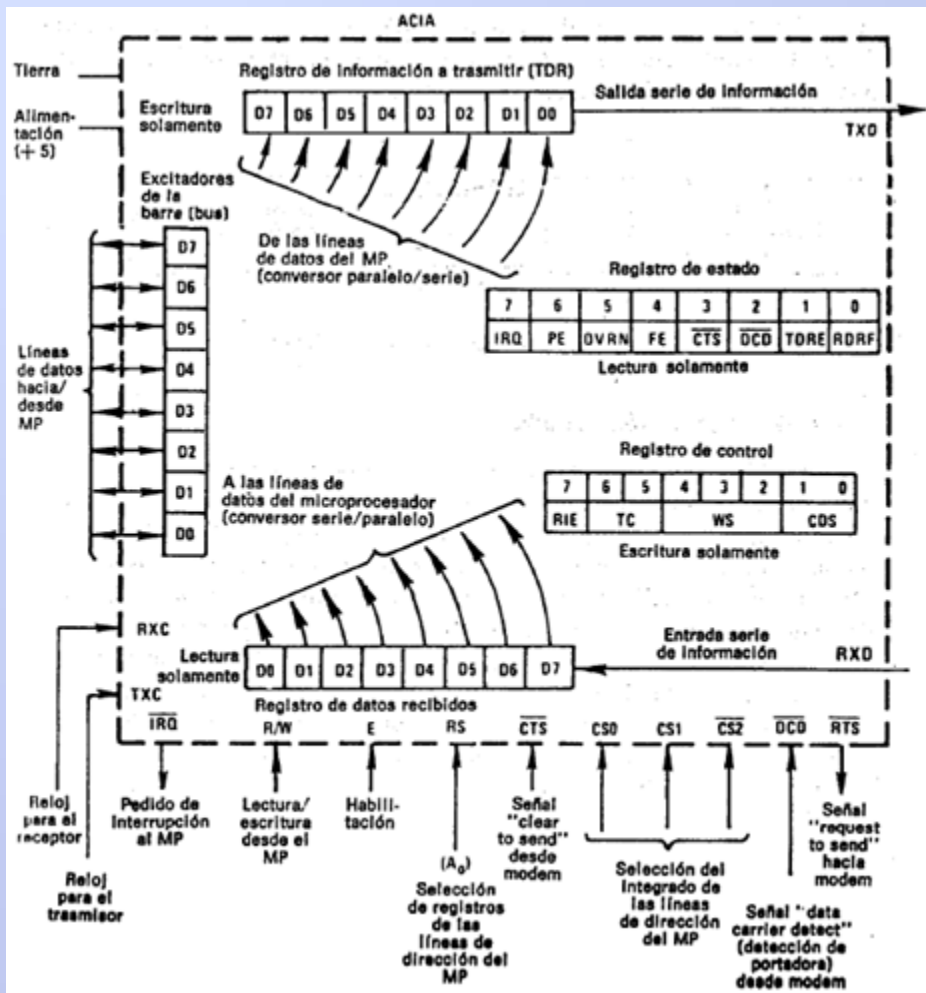 ACIA
Tierra
Alimen-
tación
(+ 5)
Registro de información a trasmitir (TDR)
Escritura
solamente
D7 D6 D5 D4 D3 D2 D1 D0
Salida serie de información
TXD
Excitadores
de la
barre (bus)
D7
D6
D5
D4
D3
D2
D1
D0
Líneas
de datos
hacia/
desde
MP
De las líneas
de datos del MP
(conversor paralelo/serie)
Registro de estado
7 6 5 4 3 2 1 0
IRQ PE OVRN FE C̅T̅S̅ D̅C̅D̅ TDRE RDRF
Lectura solamente
Registro de control
7 6 5 4 3 2 1 0
RIE TC WS CDS
Escritura solamente
A las líneas de
datos del microprocesador
(conversor serie/paralelo)
RXC
Lectura
solamente
D0 D1 D2 D3 D4 D5 D6 D7
Registro de datos recibidos
Entrada serie
de información
RXD
TXC
I̅R̅Q̅ R/W E RS C̅T̅S̅ CS0 CS1 C̅S̅2̅ D̅C̅D̅ R̅T̅S̅
Reloj
para el
receptor
Reloj
para el
trasmisor
Pedido de
interrupción
al MP
Lectura/
escritura
desde el
MP
Habili-
tación
(A₀)
Selección
de registros
de las
líneas de
dirección del
MP
Señal
"clear
to send"
desde
modem
Selección del
integrado de
las líneas
de dirección
del MP
Señal "data
carrier detect"
(detección de
portadora)
desde modem
Señal
"request
to send"
hacia
modem